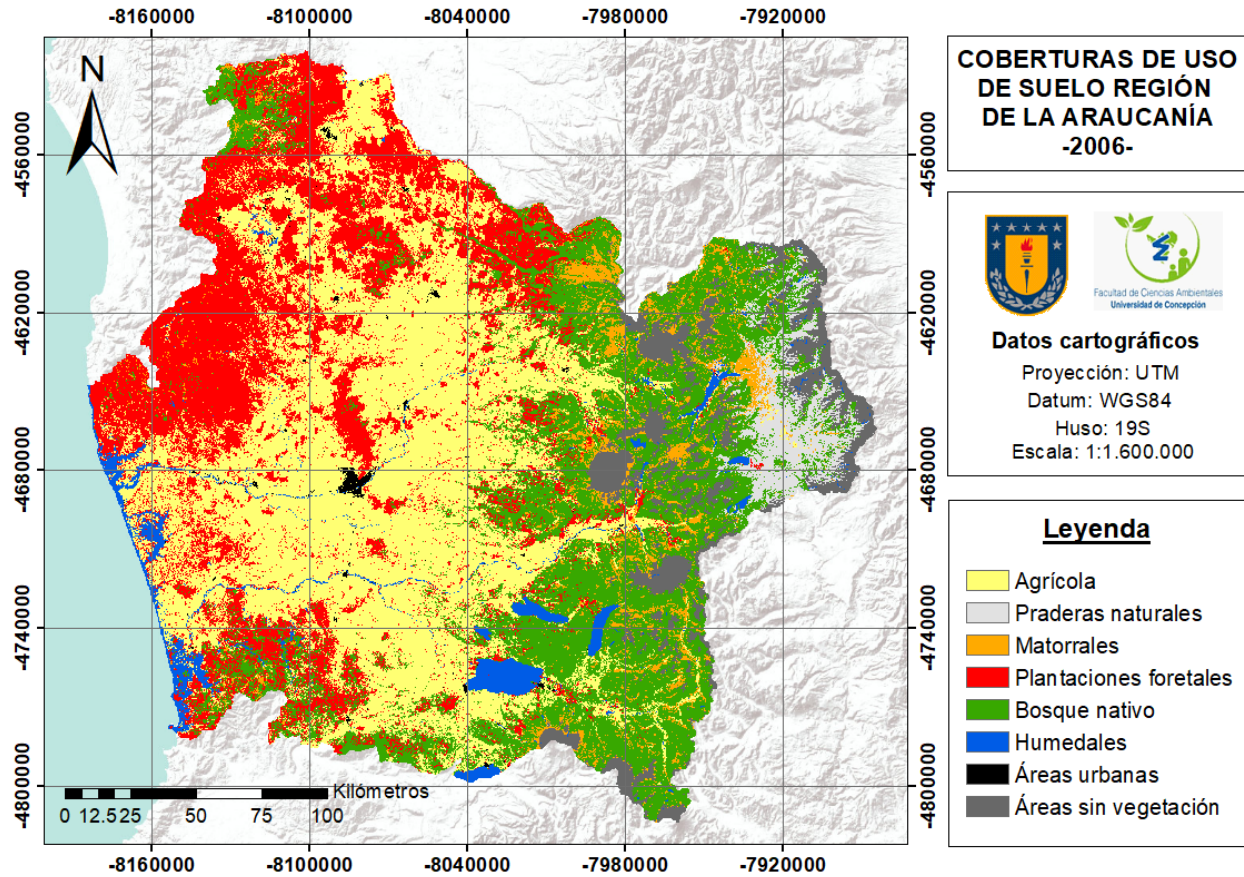 -8160000 -8100000 -8040000 -7980000 -7920000
N
-4560000
-4620000
-4680000
-4740000
-4800000
-4560000
-4620000
-4680000
-4740000
-4800000
Kilómetros
0 12.5 25 50 75 100
-8160000 -8100000 -8040000 -7980000 -7920000
COBERTURAS DE USO
DE SUELO REGIÓN
DE LA ARAUCANÍA
-2006-
Facultad de Ciencias Ambientales
Universidad de Concepción
Datos cartográficos
Proyección: UTM
Datum: WGS84
Huso: 19S
Escala: 1:1.600.000
Leyenda
Agrícola
Praderas naturales
Matorrales
Plantaciones foretales
Bosque nativo
Humedales
Áreas urbanas
Áreas sin vegetación